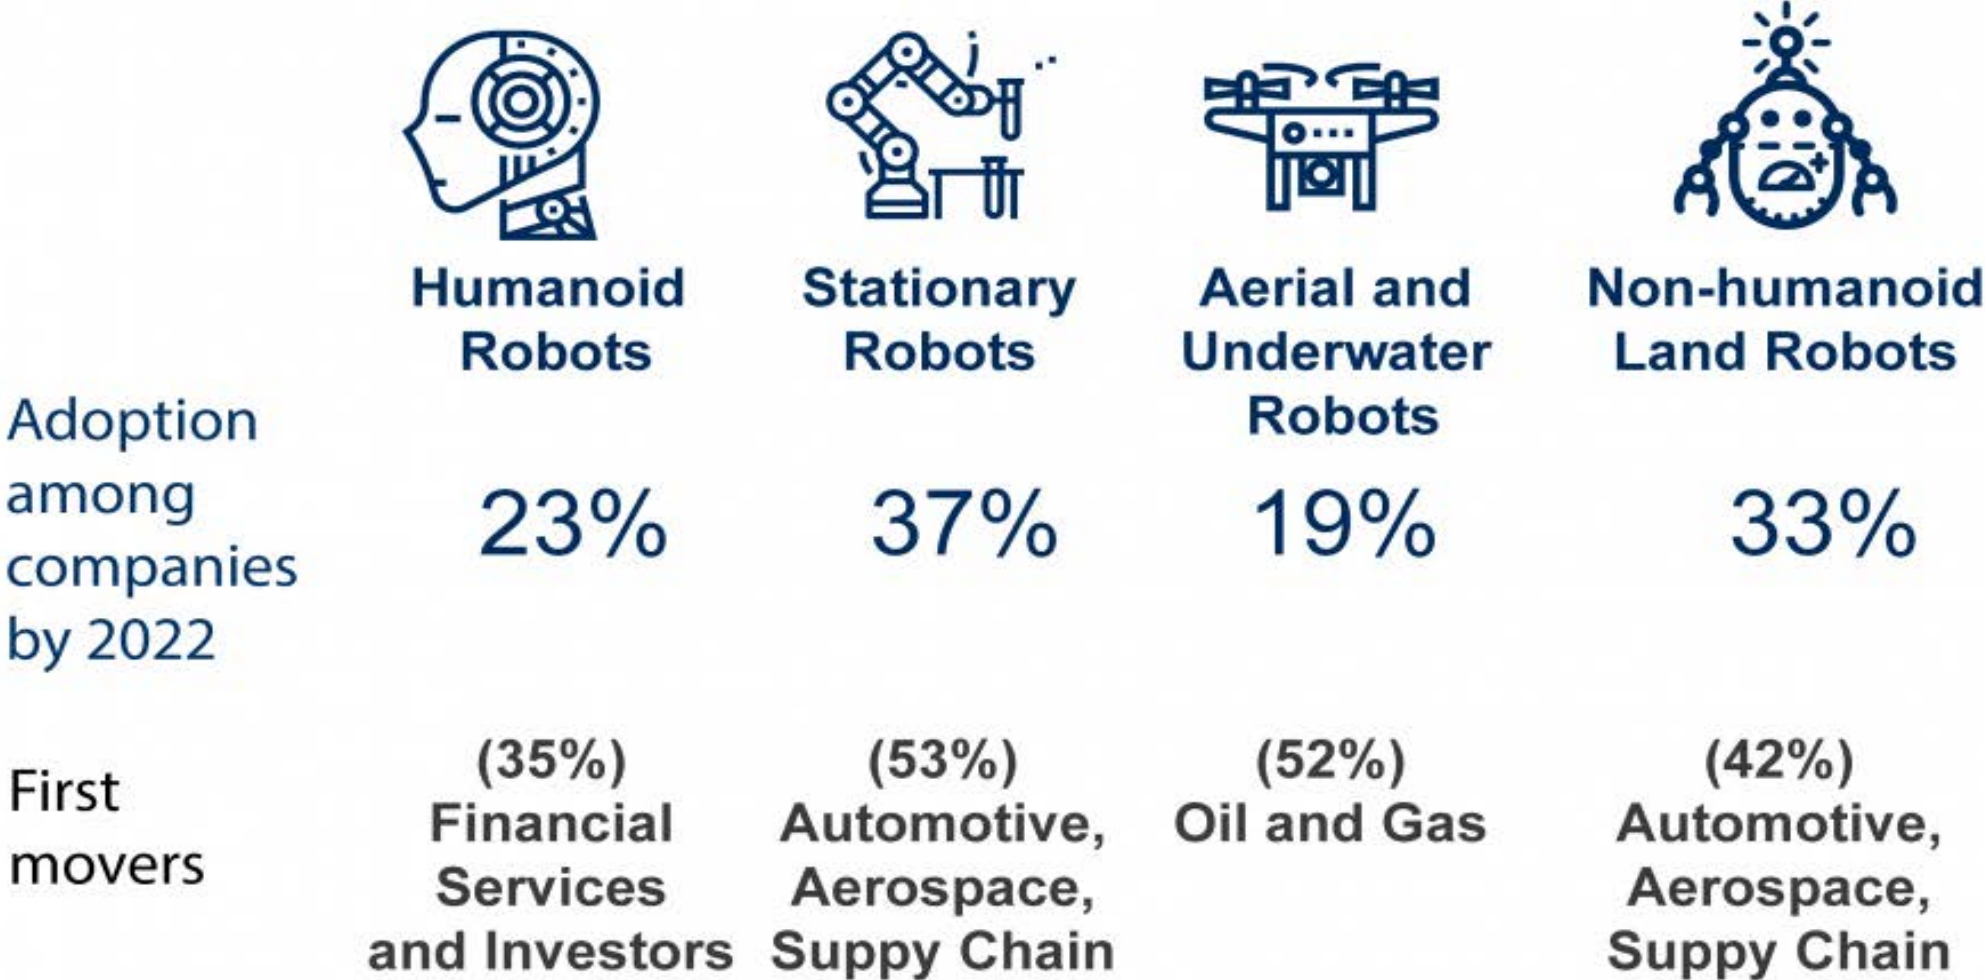 Humanoid
Robots
Stationary
Robots
Aerial and
Underwater
Robots
Non-humanoid
Land Robots
Adoption
among
companies
by 2022
23%
37%
19%
33%
First
movers
(35%)
Financial
Services
and Investors
(53%)
Automotive,
Aerospace,
Suppy Chain
(52%)
Oil and Gas
(42%)
Automotive,
Aerospace,
Suppy Chain